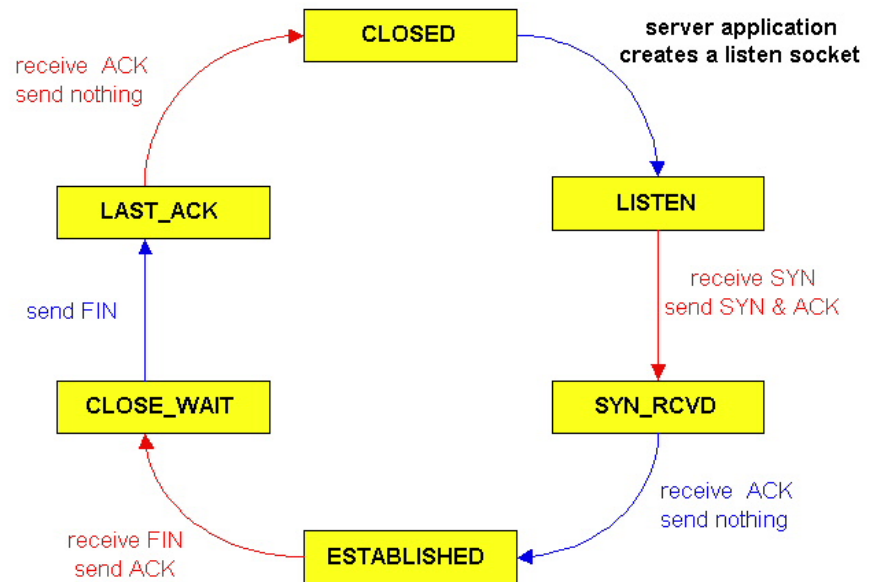 CLOSED
server application
creates a listen socket
receive ACK
send nothing
LAST_ACK
LISTEN
receive SYN
send SYN & ACK
send FIN
CLOSE_WAIT
SYN_RCVD
receive ACK
send nothing
receive FIN
send ACK
ESTABLISHED